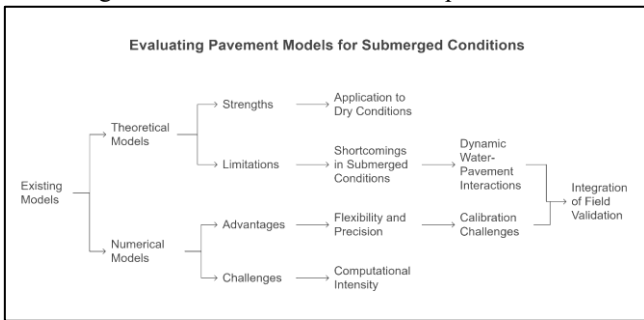 Evaluating Pavement Models for Submerged Conditions
Strengths
Application to
Dry Conditions
Theoretical
Models
Limitations
Shortcomings
in Submerged
Conditions
Dynamic
Water-
Pavement
Interactions
Existing
Models
Integration
of Field
Validation
Numerical
Models
Advantages
Flexibility and
Precision
Calibration
Challenges
Challenges
Computational
Intensity